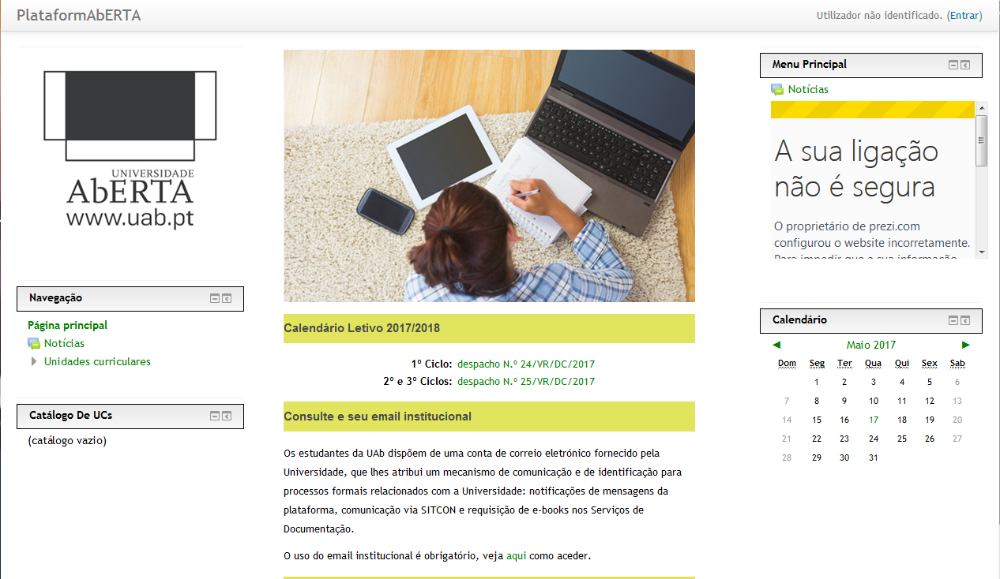 PlataformAbERTA
Utilizador não identificado. (Entrar)
UNIVERSIDADE
AbERTA
www.uab.pt
Navegação
Página principal
Notícias
Unidades curriculares
Catálogo De UCs
(catálogo vazio)
Calendário Letivo 2017/2018
1º Ciclo: despacho N.º 24/VR/DC/2017
2º e 3º Ciclos: despacho N.º 25/VR/DC/2017
Consulte e seu email institucional
Os estudantes da UAb dispõem de uma conta de correio eletrónico fornecido pela
Universidade, que lhes atribui um mecanismo de comunicação e de identificação para
processos formais relacionados com a Universidade: notificações de mensagens da
plataforma, comunicação via SITCON e requisição de e-books nos Serviços de
Documentação.
O uso do email institucional é obrigatório, veja aqui como aceder.
Menu Principal
Notícias
A sua ligação
não é segura
O proprietário de prezi.com
configurou o website incorretamente.
Para impedir que a sua informação
Calendário
◄ Maio 2017 ►
Dom Seg Ter Qua Qui Sex Sab
1 2 3 4 5 6
7 8 9 10 11 12 13
14 15 16 17 18 19 20
21 22 23 24 25 26 27
28 29 30 31